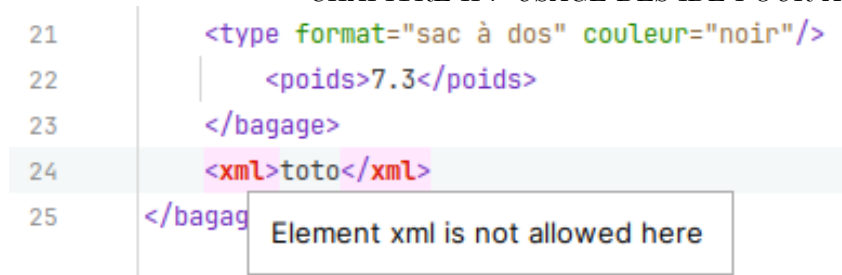 21 <type format="sac à dos" couleur="noir"/>
22 <poids>7.3</poids>
23 </bagage>
24 <xml>toto</xml>
25 </bagag
Element xml is not allowed here